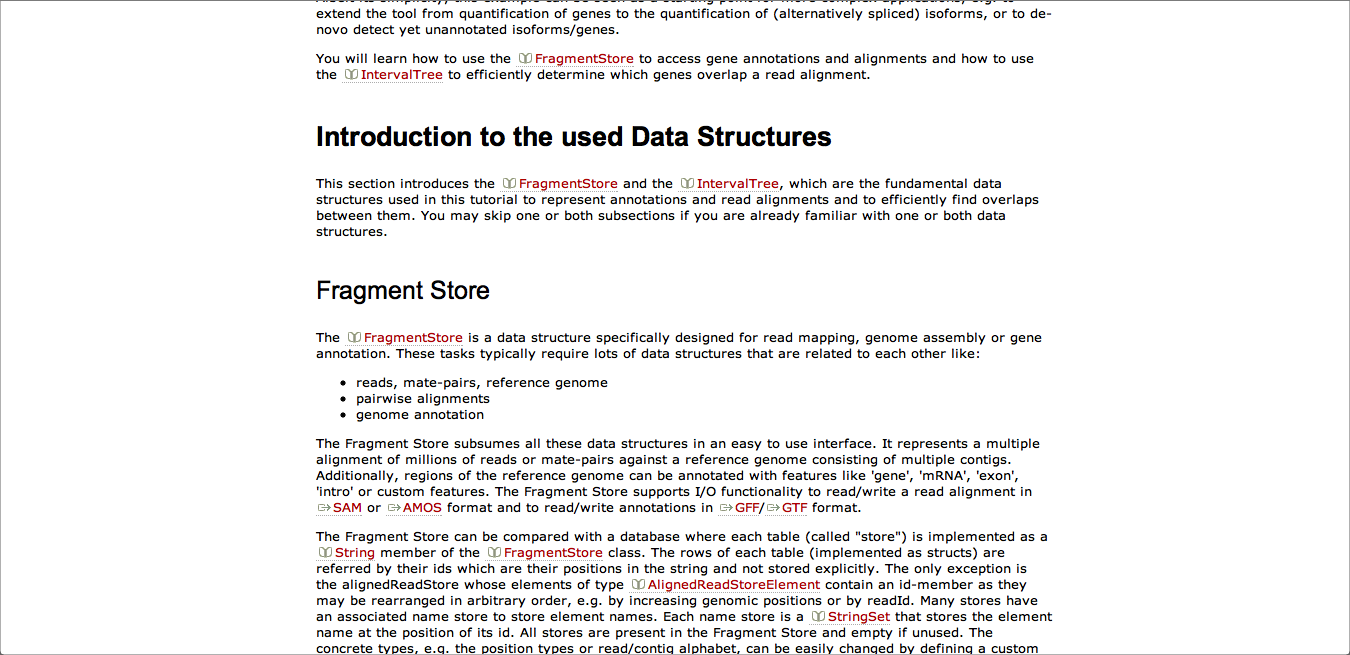 extend the tool from quantification of genes to the quantification of (alternatively spliced) isoforms, or to de-
novo detect yet unannotated isoforms/genes.
You will learn how to use the FragmentStore to access gene annotations and alignments and how to use
the IntervalTree to efficiently determine which genes overlap a read alignment.
Introduction to the used Data Structures
This section introduces the FragmentStore and the IntervalTree, which are the fundamental data
structures used in this tutorial to represent annotations and read alignments and to efficiently find overlaps
between them. You may skip one or both subsections if you are already familiar with one or both data
structures.
Fragment Store
The FragmentStore is a data structure specifically designed for read mapping, genome assembly or gene
annotation. These tasks typically require lots of data structures that are related to each other like:
• reads, mate-pairs, reference genome
• pairwise alignments
• genome annotation
The Fragment Store subsumes all these data structures in an easy to use interface. It represents a multiple
alignment of millions of reads or mate-pairs against a reference genome consisting of multiple contigs.
Additionally, regions of the reference genome can be annotated with features like 'gene', 'mRNA', 'exon',
'intro' or custom features. The Fragment Store supports I/O functionality to read/write a read alignment in
SAM or AMOS format and to read/write annotations in GFF/GTF format.
The Fragment Store can be compared with a database where each table (called "store") is implemented as a
String member of the FragmentStore class. The rows of each table (implemented as structs) are
referred by their ids which are their positions in the string and not stored explicitly. The only exception is
the alignedReadStore whose elements of type AlignedReadStoreElement contain an id-member as they
may be rearranged in arbitrary order, e.g. by increasing genomic positions or by readId. Many stores have
an associated name store to store element names. Each name store is a StringSet that stores the element
name at the position of its id. All stores are present in the Fragment Store and empty if unused. The
concrete types, e.g. the position types or read/contig alphabet, can be easily changed by defining a custom